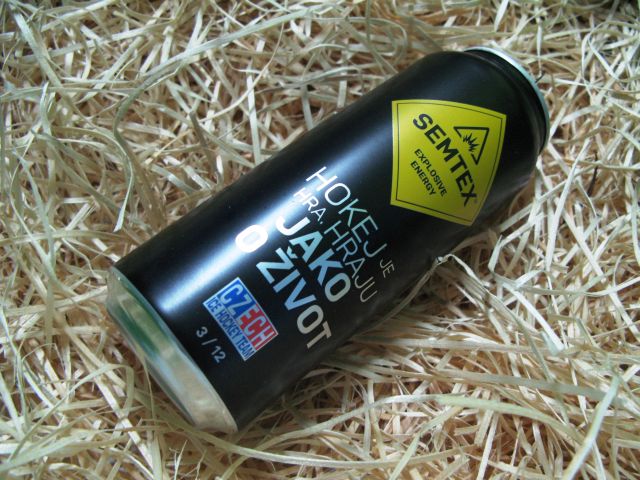 SEMTEX
EXPLOSIVE
ENERGY
HOKEJ JE
HRA. HRAJU
JAKO
O ŽIVOT
CZECH
ICE HOCKEY TEAM
3/12